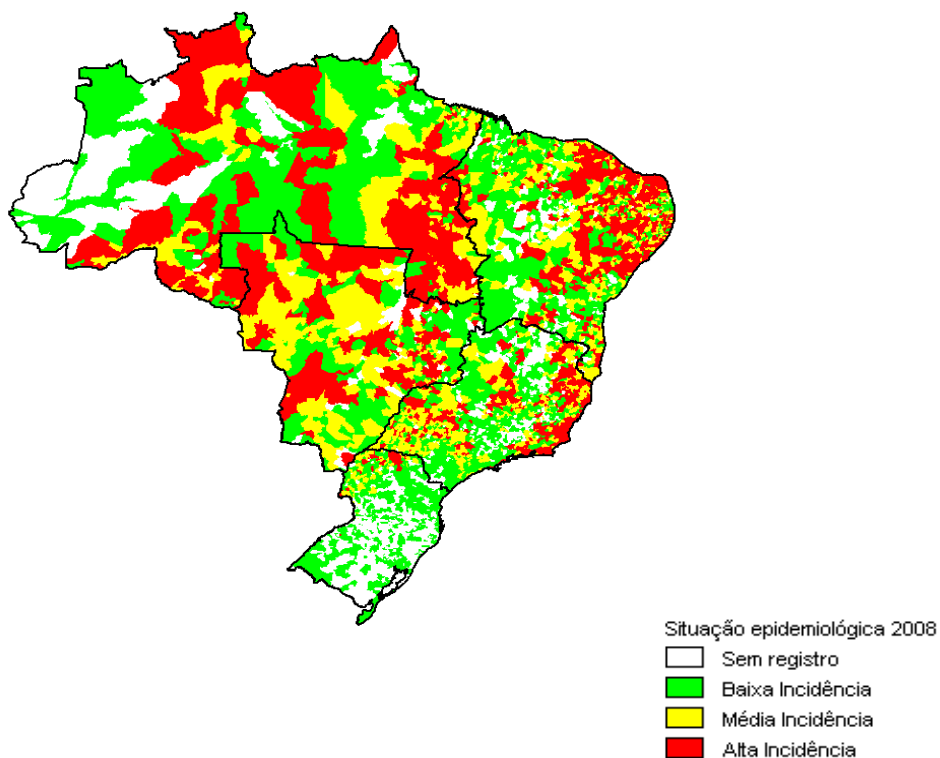 Situação epidemiológica 2008
Sem registro
Baixa Incidência
Média Incidência
Alta Incidência